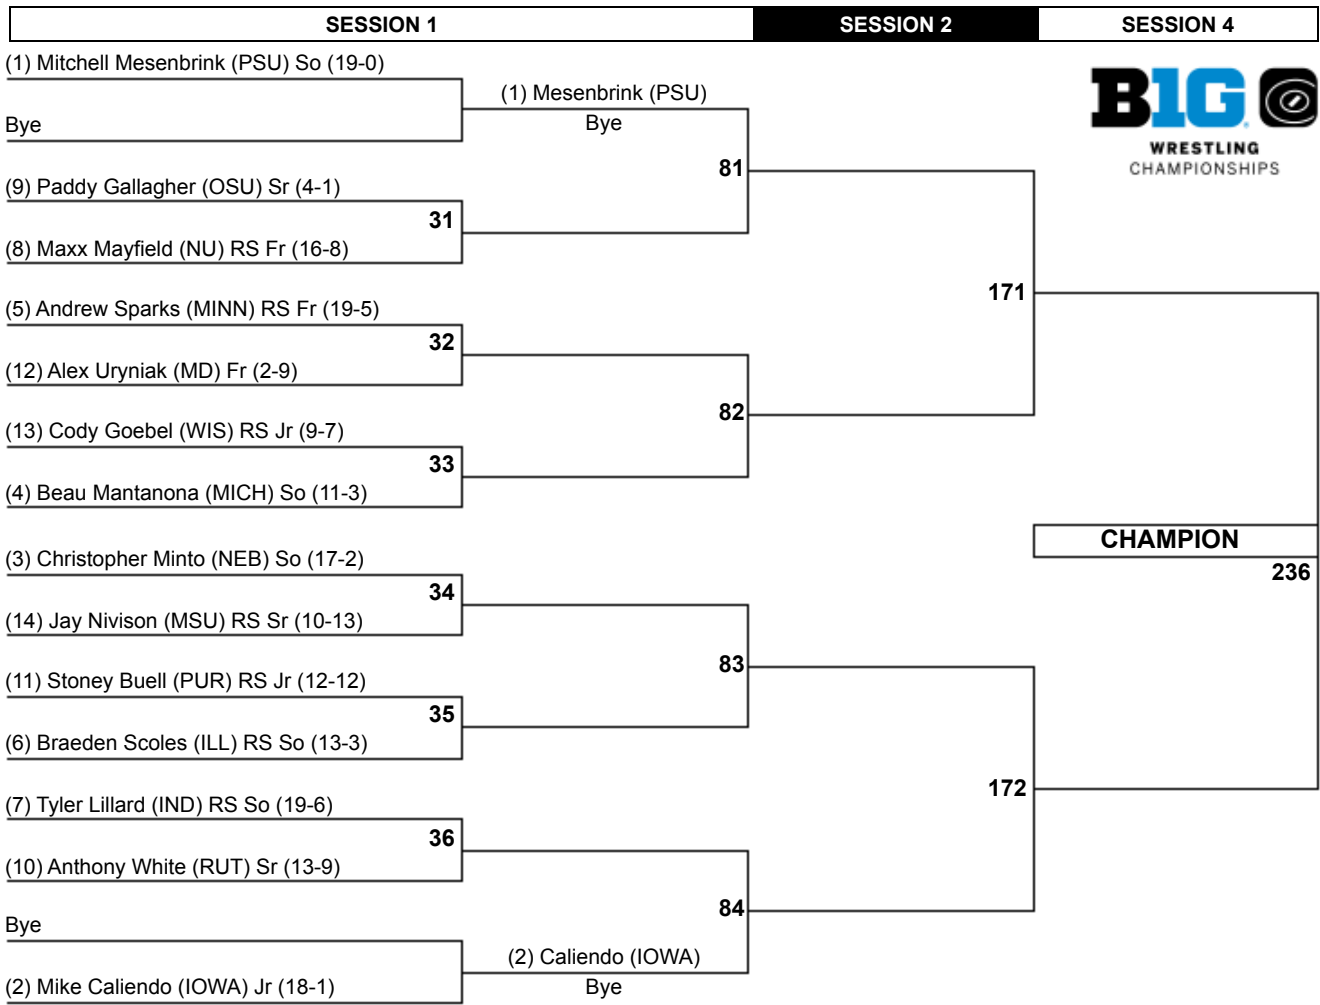 SESSION 1
SESSION 2
SESSION 4
(1) Mitchell Mesenbrink (PSU) So (19-0)
(1) Mesenbrink (PSU)
Bye
Bye
B1G
WRESTLING
CHAMPIONSHIPS
81
(9) Paddy Gallagher (OSU) Sr (4-1)
31
(8) Maxx Mayfield (NU) RS Fr (16-8)
171
(5) Andrew Sparks (MINN) RS Fr (19-5)
32
(12) Alex Uryniak (MD) Fr (2-9)
82
(13) Cody Goebel (WIS) RS Jr (9-7)
33
(4) Beau Mantanona (MICH) So (11-3)
CHAMPION
236
(3) Christopher Minto (NEB) So (17-2)
34
(14) Jay Nivison (MSU) RS Sr (10-13)
83
(11) Stoney Buell (PUR) RS Jr (12-12)
35
(6) Braeden Scoles (ILL) RS So (13-3)
172
(7) Tyler Lillard (IND) RS So (19-6)
36
(10) Anthony White (RUT) Sr (13-9)
84
Bye
(2) Caliendo (IOWA)
Bye
(2) Mike Caliendo (IOWA) Jr (18-1)